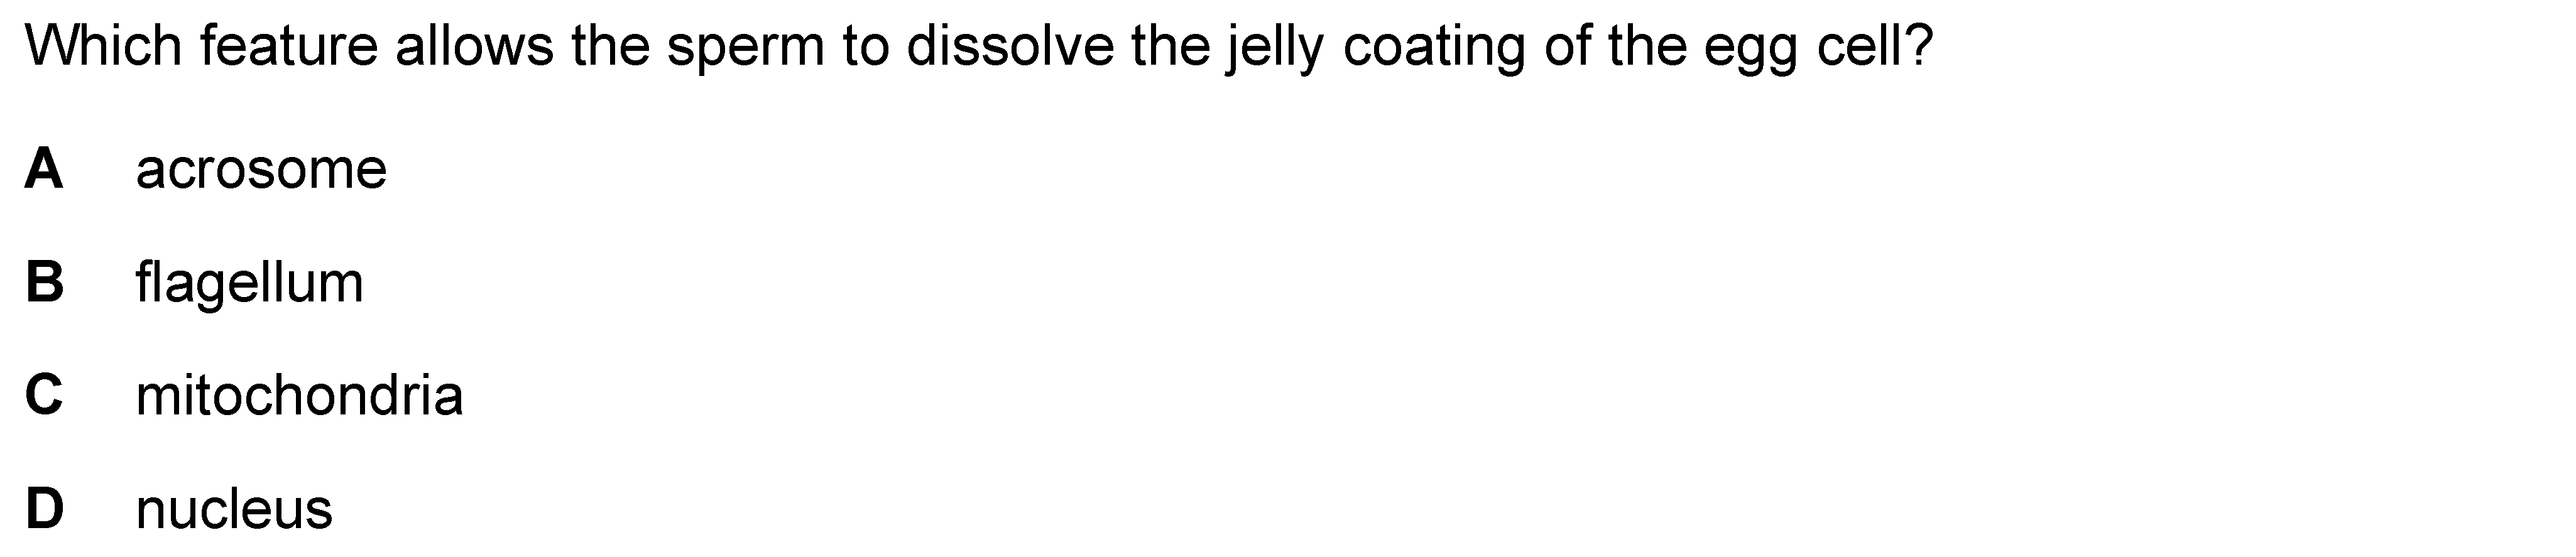 Which feature allows the sperm to dissolve the jelly coating of the egg cell?
A acrosome
B flagellum
C mitochondria
D nucleus